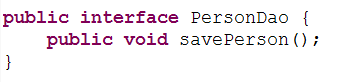 public interface PersonDao {
    public void savePerson();
}